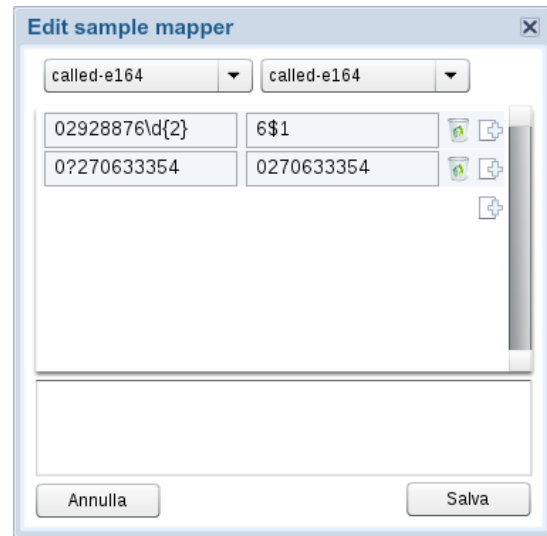 Edit sample mapper
called-e164 called-e164
02928876\d{2} 6$1
0?270633354 0270633354
Annulla Salva